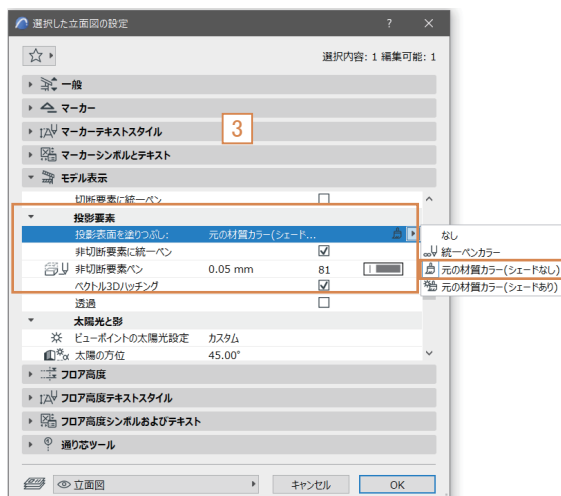 選択した立面図の設定
選択内容: 1 編集可能: 1
一般
マーカー
マーカーテキストスタイル
3
マーカーシンボルとテキスト
モデル表示
切断要素に統一ペン
投影要素
投影表面を塗りつぶし: 元の材質カラー(シェード...
なし
非切断要素に統一ペン
統一ペンカラー
非切断要素ペン 0.05 mm 81
元の材質カラー(シェードなし)
ベクトル3Dハッチング
元の材質カラー(シェードあり)
透過
太陽光と影
ビューポイントの太陽光設定 カスタム
太陽の方位 45.00°
フロア高度
フロア高度テキストスタイル
フロア高度シンボルおよびテキスト
通り芯ツール
立面図 キャンセル OK